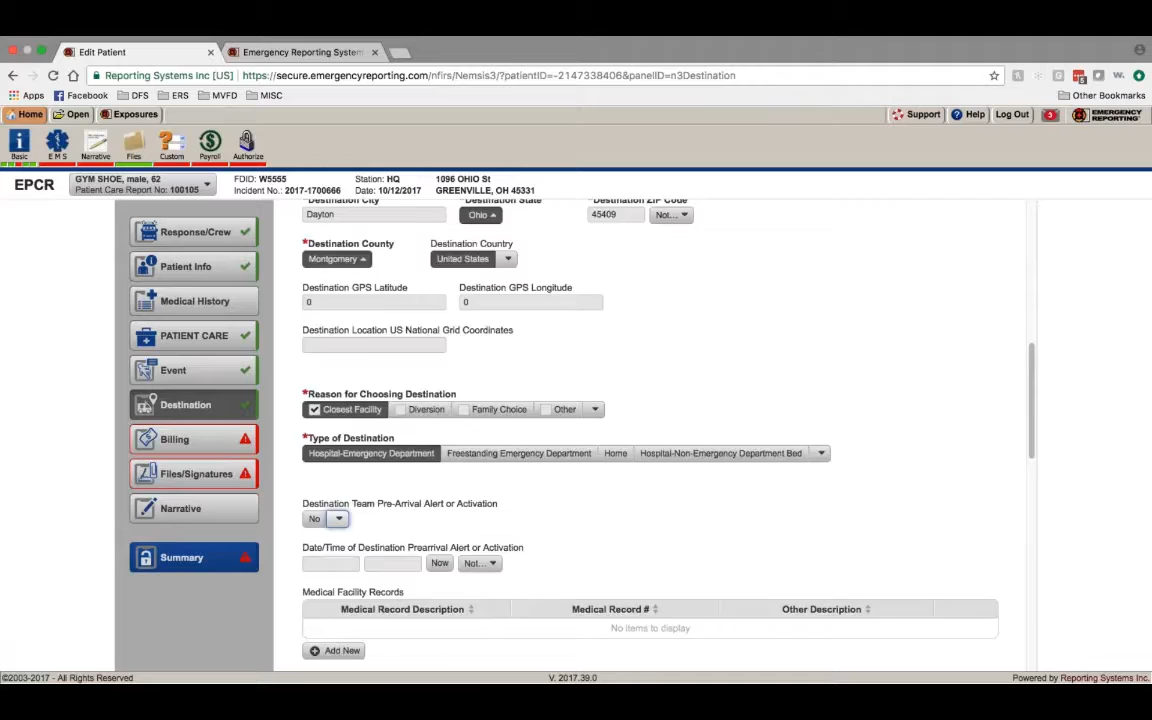 Edit Patient
Emergency Reporting System
Reporting Systems Inc [US] https://secure.emergencyreporting.com/nfirs/Nemsis3/?patientID=-2147338406&panelID=n3Destination
Apps Facebook DFS ERS MVFD MISC Other Bookmarks
Home Open Exposures Support Help Log Out EMERGENCY REPORTING
Basic EMS Narrative Files Custom Payroll Authorize
EPCR
GYM SHOE, male, 62
Patient Care Report No: 100105
FDID: W5555
Incident No.: 2017-1700666
Station: HQ
Date: 10/12/2017
1096 OHIO St
GREENVILLE, OH 45331
Response/Crew
Patient Info
Medical History
PATIENT CARE
Event
Destination
Billing
Files/Signatures
Narrative
Summary
Destination City *Destination State *Destination ZIP Code
Dayton Ohio 45409 Not...
*Destination County Destination Country
Montgomery United States
Destination GPS Latitude Destination GPS Longitude
0 0
Destination Location US National Grid Coordinates
*Reason for Choosing Destination
Closest Facility Diversion Family Choice Other
*Type of Destination
Hospital-Emergency Department Freestanding Emergency Department Home Hospital-Non-Emergency Department Bed
Destination Team Pre-Arrival Alert or Activation
No
Date/Time of Destination Prearrival Alert or Activation
Now Not...
Medical Facility Records
Medical Record Description Medical Record # Other Description
No items to display
Add New
©2003-2017 - All Rights Reserved V. 2017.39.0 Powered by Reporting Systems Inc.